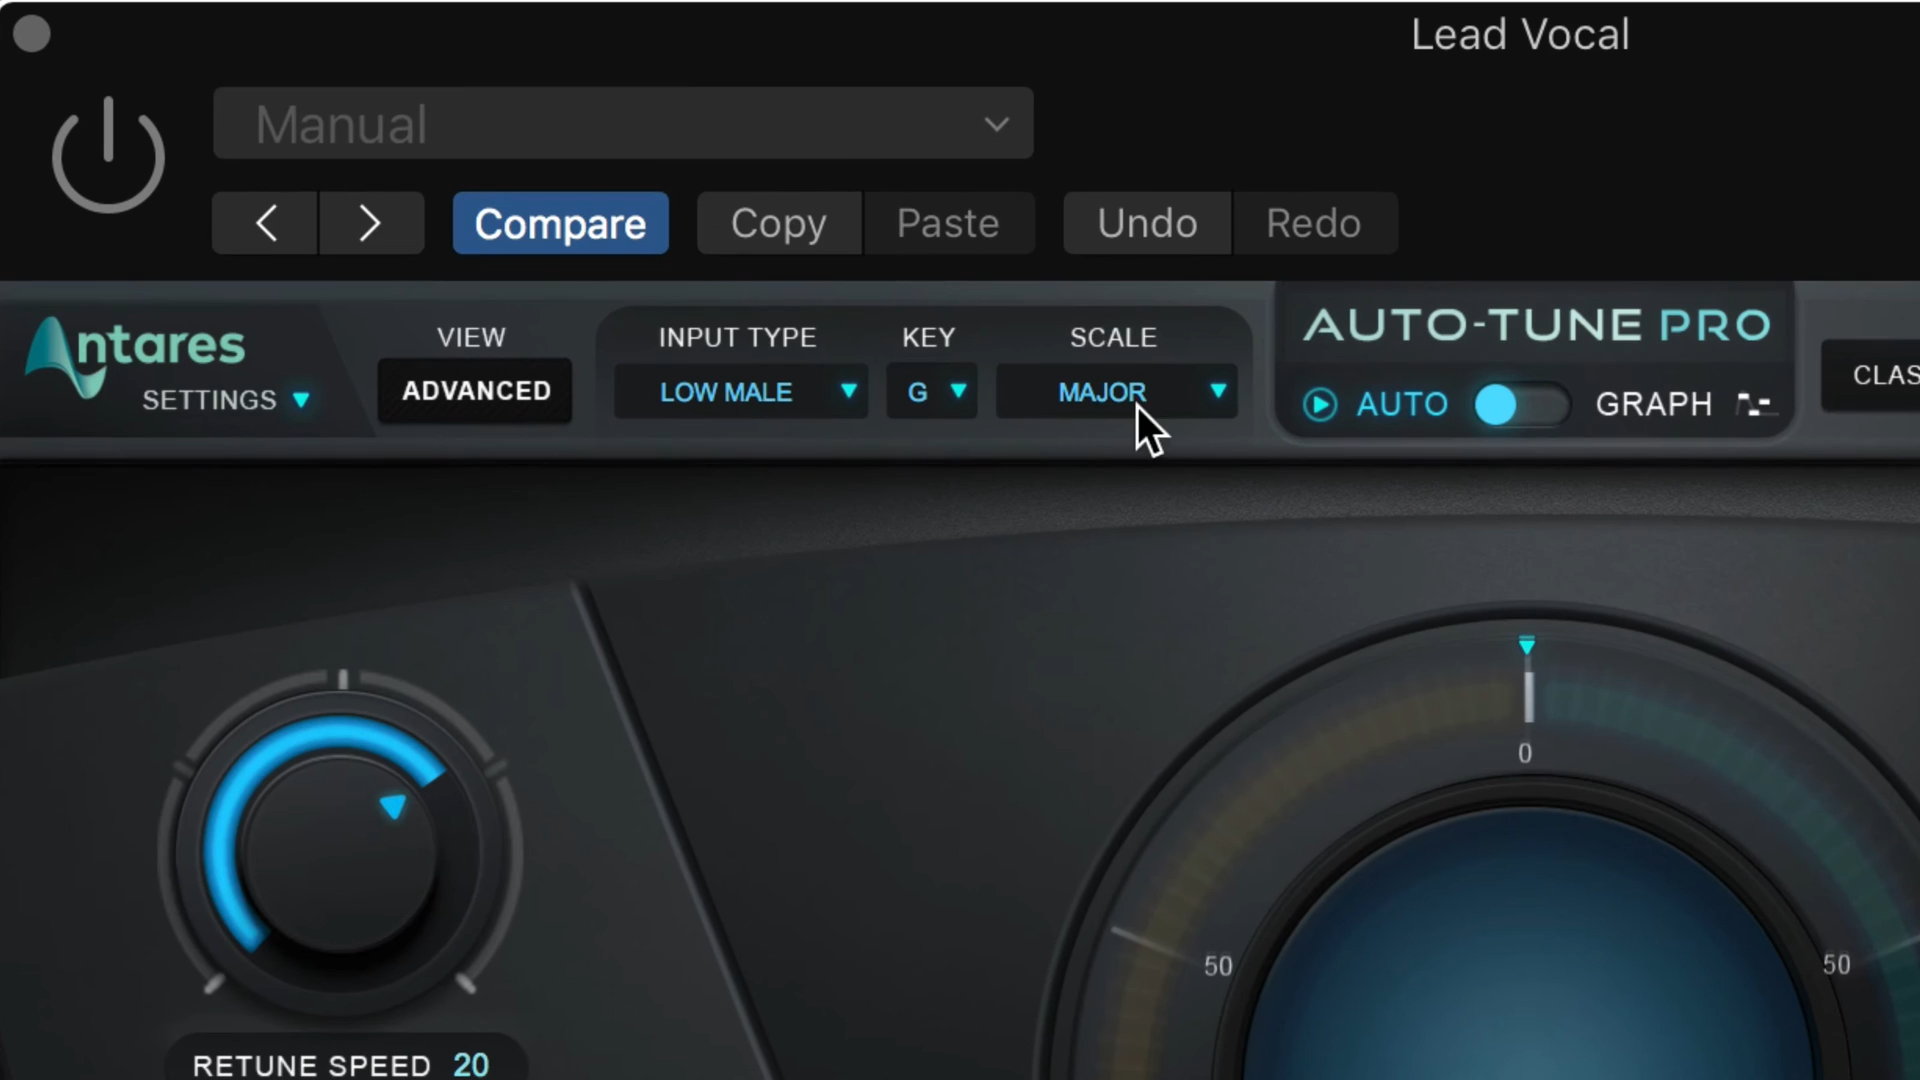 Lead Vocal
Manual
Compare Copy Paste Undo Redo
Antares
SETTINGS
VIEW
ADVANCED
INPUT TYPE KEY SCALE
LOW MALE G MAJOR
AUTO-TUNE PRO
AUTO GRAPH
CLAS
0
50 50
RETUNE SPEED 20